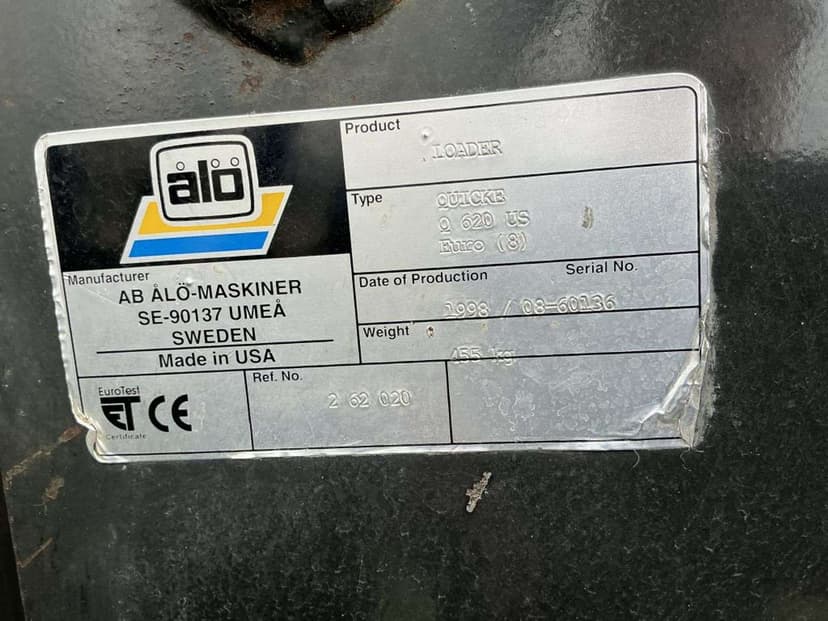 ålö
Product
LOADER
Type
QUICKE
Q 620 US
Euro (8)
Manufacturer
AB ÅLÖ-MASKINER
SE-90137 UMEÅ
SWEDEN
Made in USA
Date of Production
Serial No.
1998 / 08-60136
Weight
455 kg
EuroTest
ET CE
Certificate
Ref. No.
2 62 020